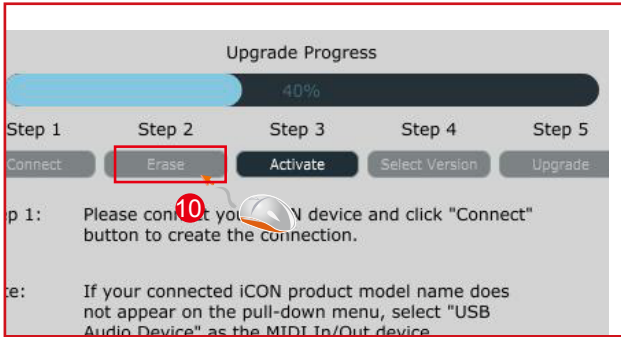 Upgrade Progress
40%
Step 1 Step 2 Step 3 Step 4 Step 5
Connect Erase Activate Select Version Upgrade
p 1: Please connect your iCON device and click "Connect"
button to create the connection.
10
te: If your connected iCON product model name does
not appear on the pull-down menu, select "USB
Audio Device" as the MIDI In/Out device